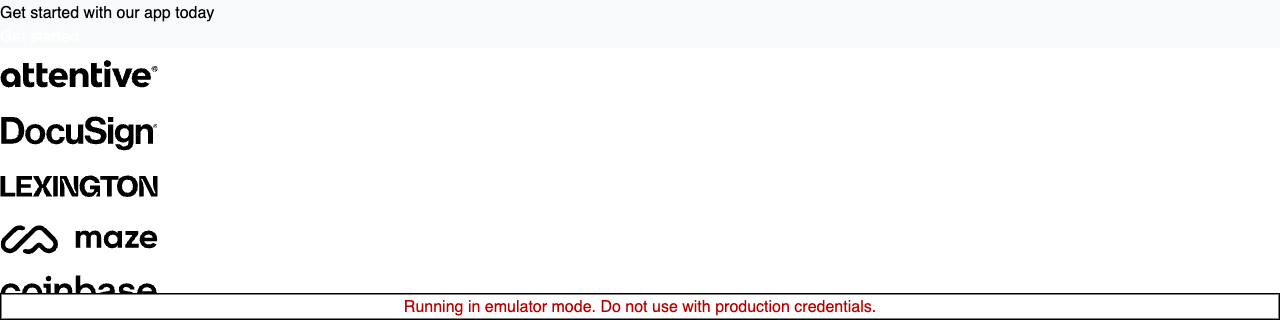 Get started with our app today
Get started
attentive®
DocuSign®
LEXINGTON
maze
coinbase
Running in emulator mode. Do not use with production credentials.